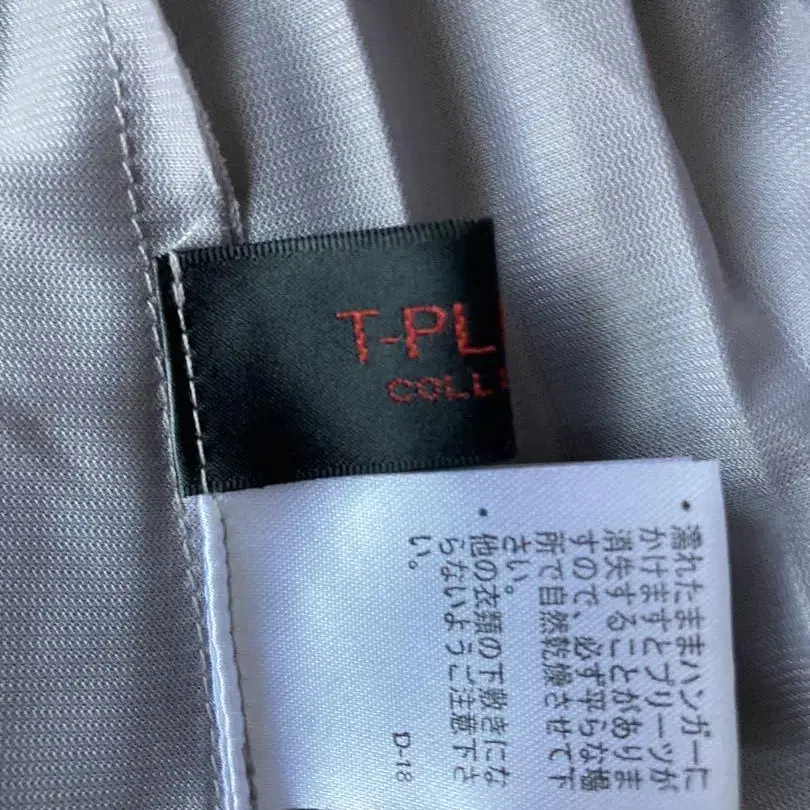 T-PL
COLL
・濡れたままハンガーに
かけますとプリーツが
消失することがありま
すので、必ず平らな場
所で自然乾燥させて下
さい。
・他の衣類の下敷きにな
らないようご注意下さ
い。
D-18